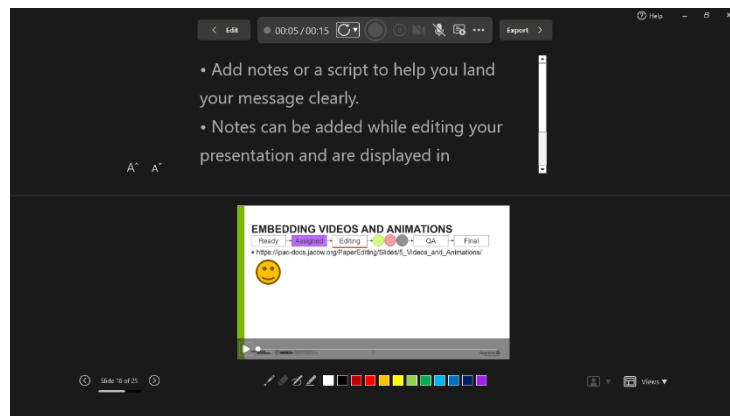 Help
Edit
00:05/00:15
Export
• Add notes or a script to help you land
your message clearly.
• Notes can be added while editing your
presentation and are displayed in
A A
EMBEDDING VIDEOS AND ANIMATIONS
Ready Assigned Editing QA Final
• https://ipac-docs.jacow.org/PaperEditing/Slides/5_Videos_and_Animations/
Slide 16 of 25
Views